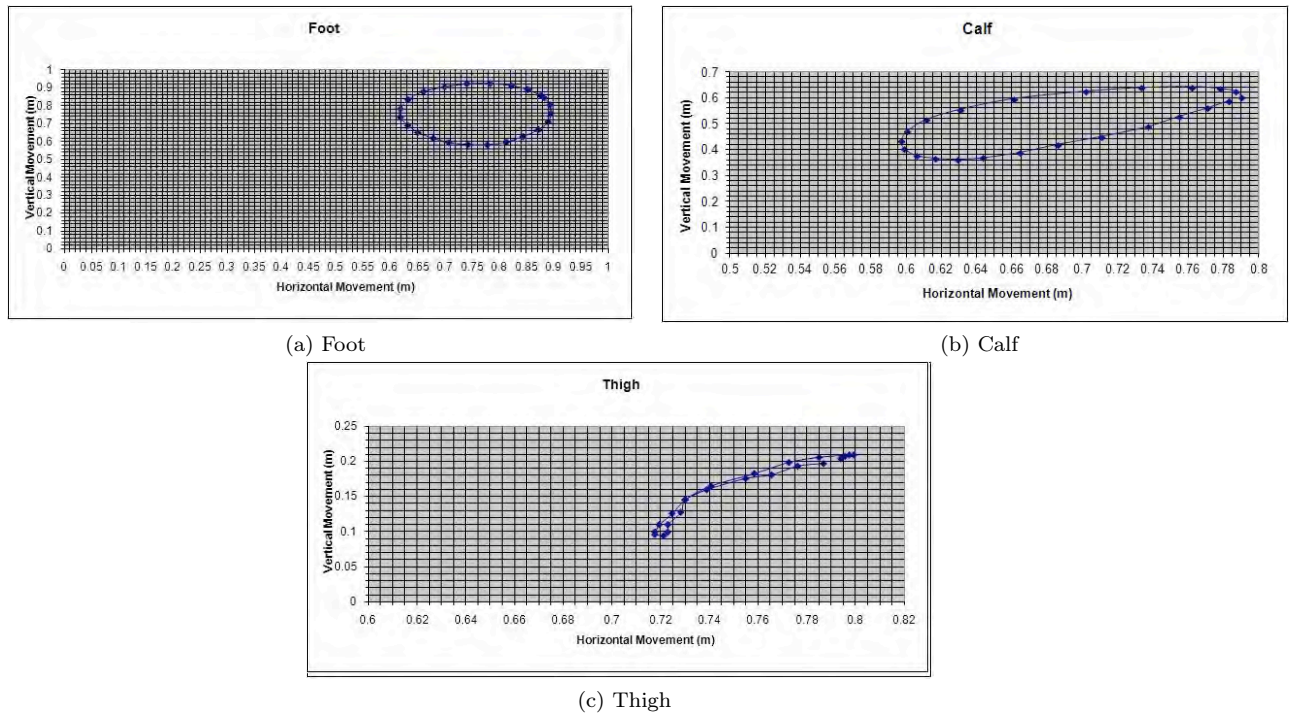 Foot
Vertical Movement (m)
1
0.9
0.8
0.7
0.6
0.5
0.4
0.3
0.2
0.1
0
0 0.05 0.1 0.15 0.2 0.25 0.3 0.35 0.4 0.45 0.5 0.55 0.6 0.65 0.7 0.75 0.8 0.85 0.9 0.95 1
Horizontal Movement (m)
(a) Foot
Calf
Vertical Movement (m)
0.7
0.6
0.5
0.4
0.3
0.2
0.1
0
0.5 0.52 0.54 0.56 0.58 0.6 0.62 0.64 0.66 0.68 0.7 0.72 0.74 0.76 0.78 0.8
Horizontal Movement (m)
(b) Calf
Thigh
Vertical Movement (m)
0.25
0.2
0.15
0.1
0.05
0
0.6 0.62 0.64 0.66 0.68 0.7 0.72 0.74 0.76 0.78 0.8 0.82
Horizontal Movement (m)
(c) Thigh